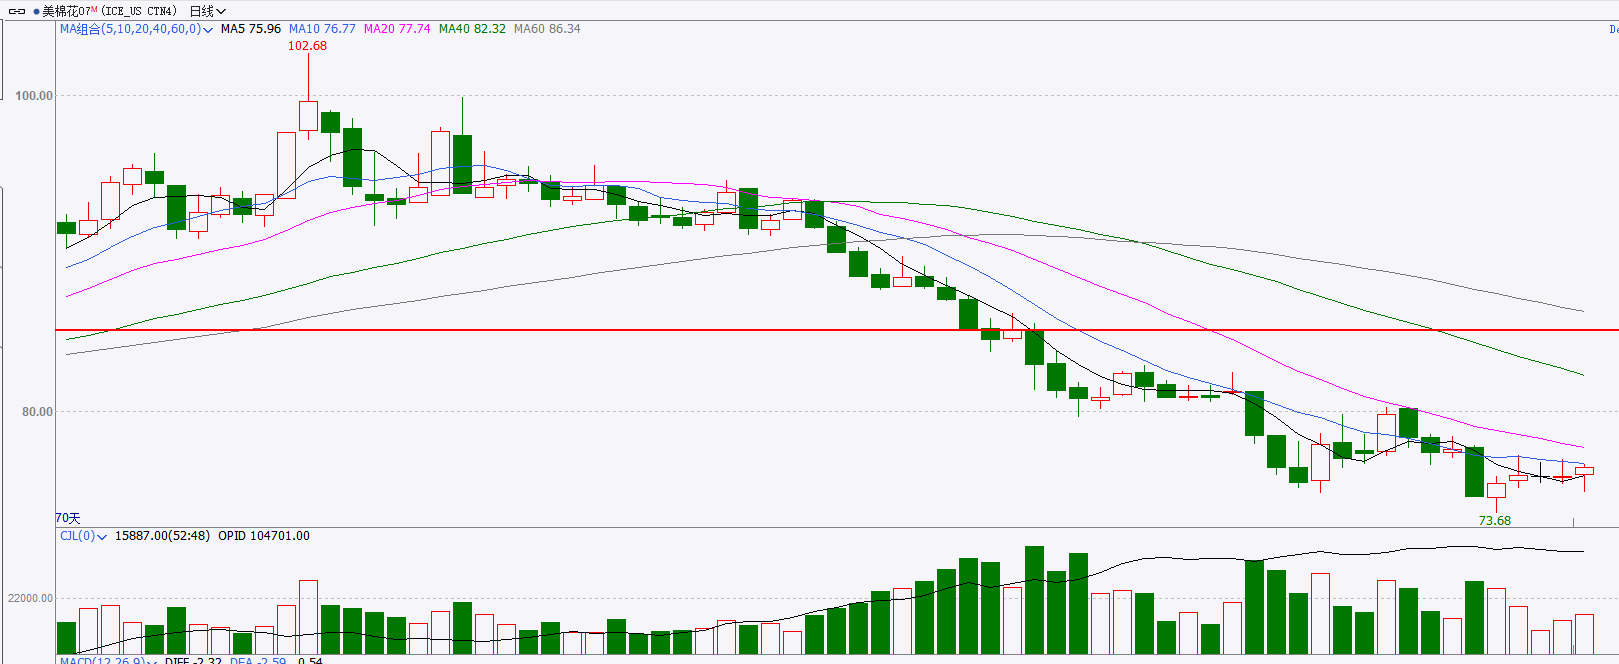 美棉花07M (ICE_US CTN4) 日线
MA组合(5,10,20,40,60,0) MA5 75.96 MA10 76.77 MA20 77.74 MA40 82.32 MA60 86.34
102.68
100.00
80.00
73.68
70天
CJL(0) 15887.00(52:48) OPID 104701.00
22000.00
MACD(12,26,9) DIFF -2.32 DEA -2.59 0.54